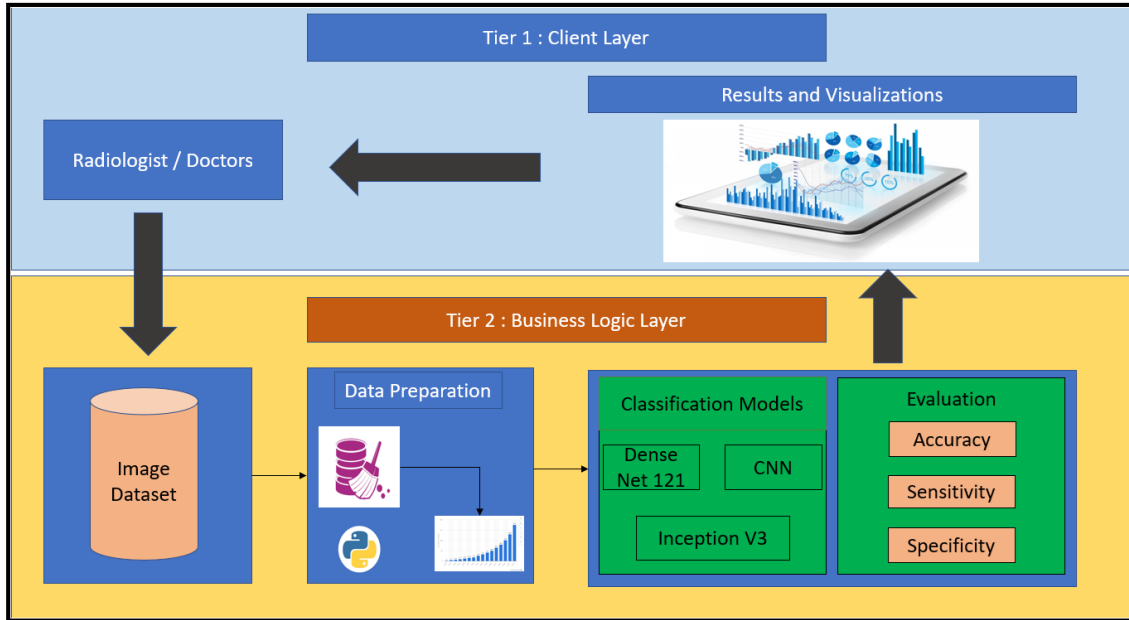 Tier 1 : Client Layer
Results and Visualizations
Radiologist / Doctors
Tier 2 : Business Logic Layer
Image
Dataset
Data Preparation
Classification Models
Dense
Net 121
CNN
Inception V3
Evaluation
Accuracy
Sensitivity
Specificity